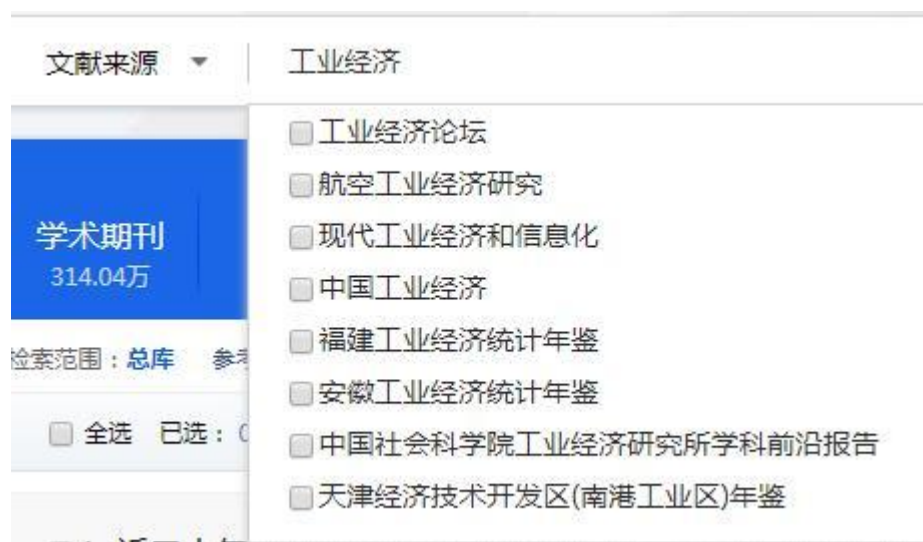 文献来源 工业经济
工业经济论坛
航空工业经济研究
现代工业经济和信息化
中国工业经济
福建工业经济统计年鉴
安徽工业经济统计年鉴
中国社会科学院工业经济研究所学科前沿报告
天津经济技术开发区(南港工业区)年鉴
学术期刊
314.04万
检索范围：总库
全选 已选：